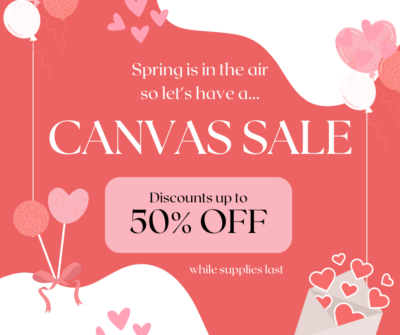 Spring is in the air
so let's have a...
CANVAS SALE
Discounts up to
50% OFF
while supplies last